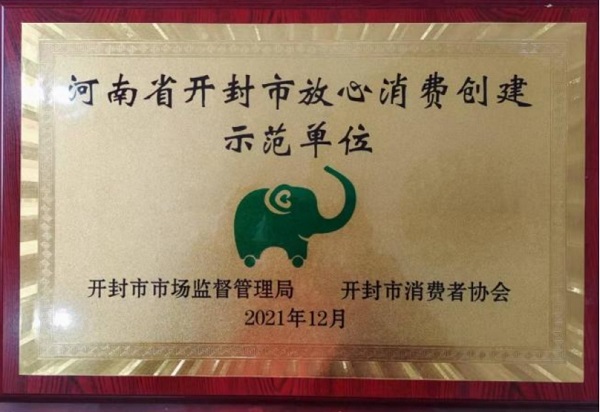 河南省开封市放心消费创建
示范单位
开封市市场监督管理局 开封市消费者协会
2021年12月